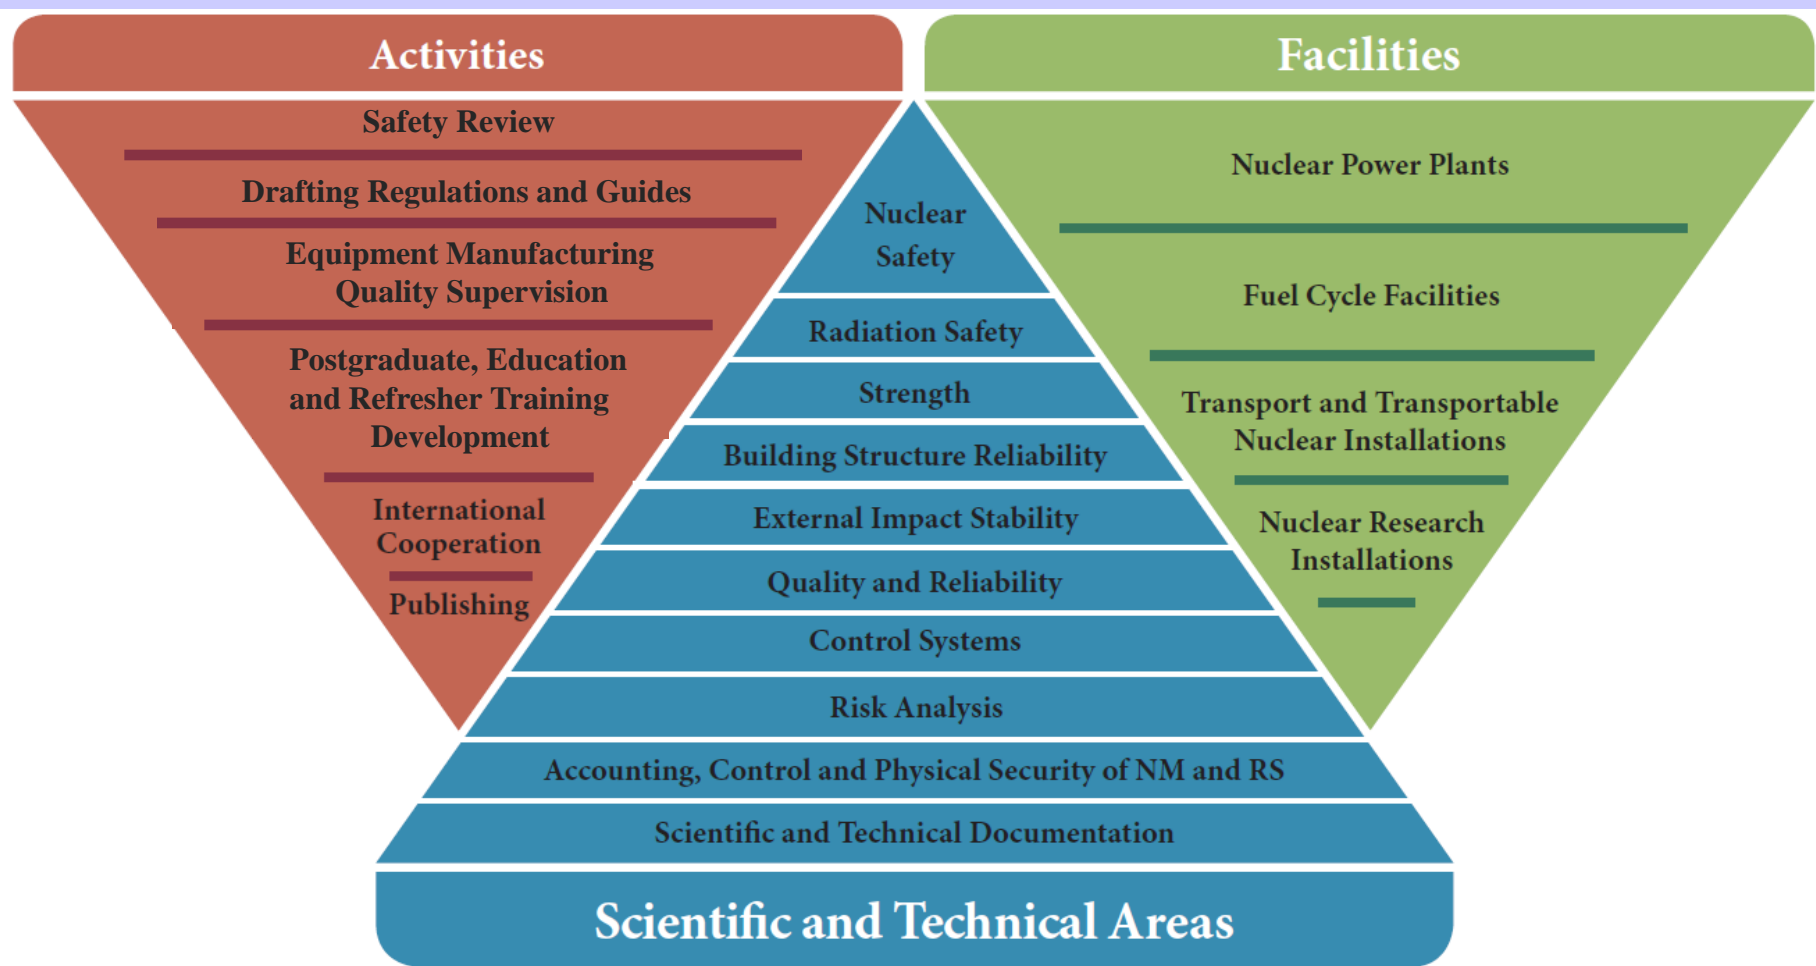 Activities
Safety Review
Drafting Regulations and Guides
Equipment Manufacturing
Quality Supervision
Postgraduate, Education
and Refresher Training
Development
International
Cooperation
Publishing
Facilities
Nuclear Power Plants
Fuel Cycle Facilities
Transport and Transportable
Nuclear Installations
Nuclear Research
Installations
Nuclear
Safety
Radiation Safety
Strength
Building Structure Reliability
External Impact Stability
Quality and Reliability
Control Systems
Risk Analysis
Accounting, Control and Physical Security of NM and RS
Scientific and Technical Documentation
Scientific and Technical Areas